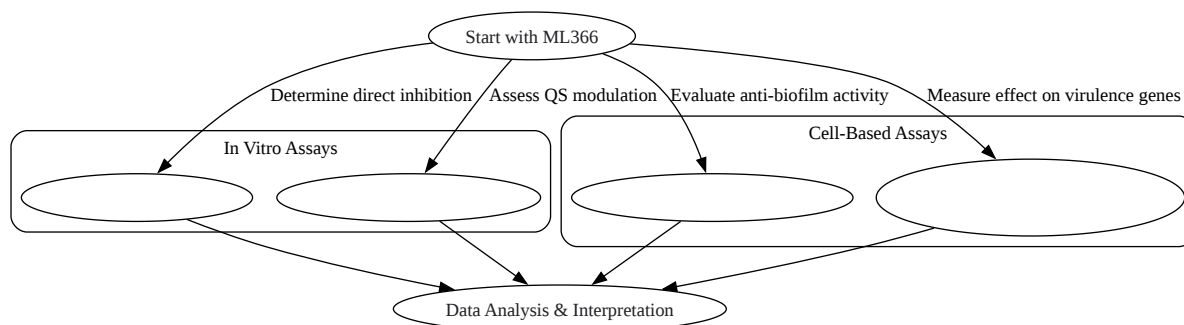 Start with ML366
Determine direct inhibition
Assess QS modulation
Evaluate anti-biofilm activity
Measure effect on virulence genes
In Vitro Assays
Cell-Based Assays
Data Analysis & Interpretation